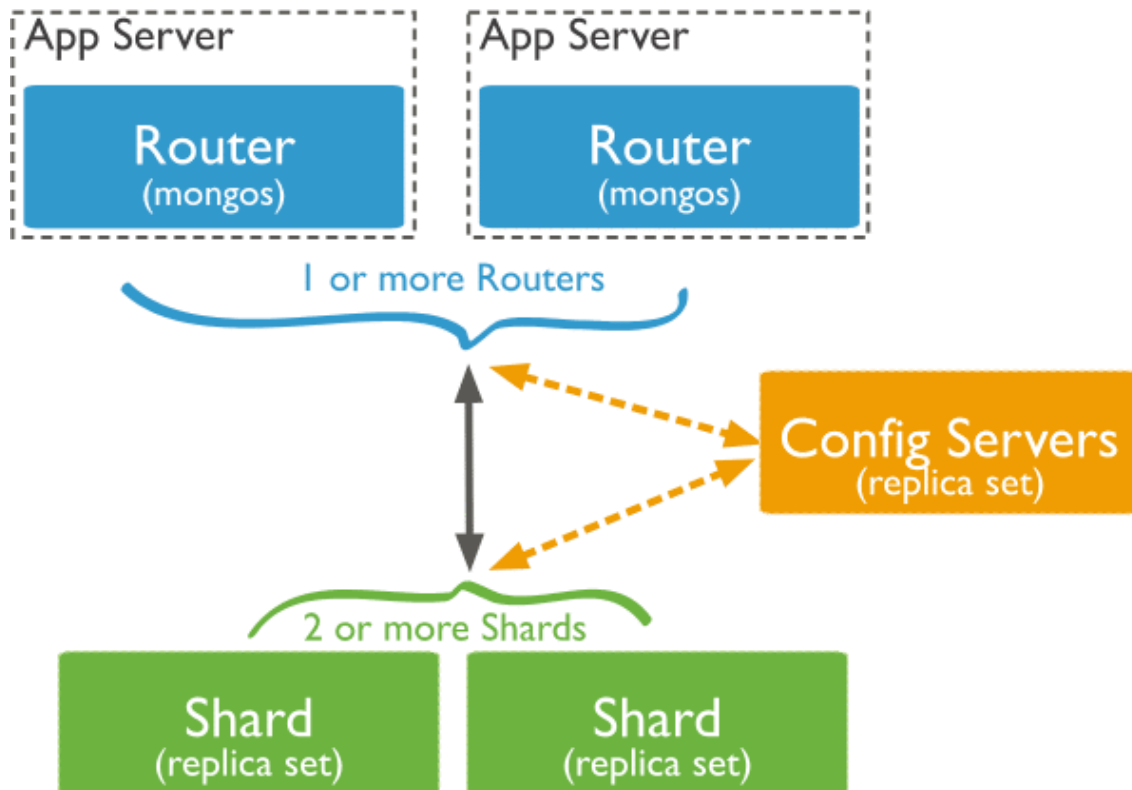 App Server
Router
(mongos)
App Server
Router
(mongos)
1 or more Routers
Config Servers
(replica set)
2 or more Shards
Shard
(replica set)
Shard
(replica set)